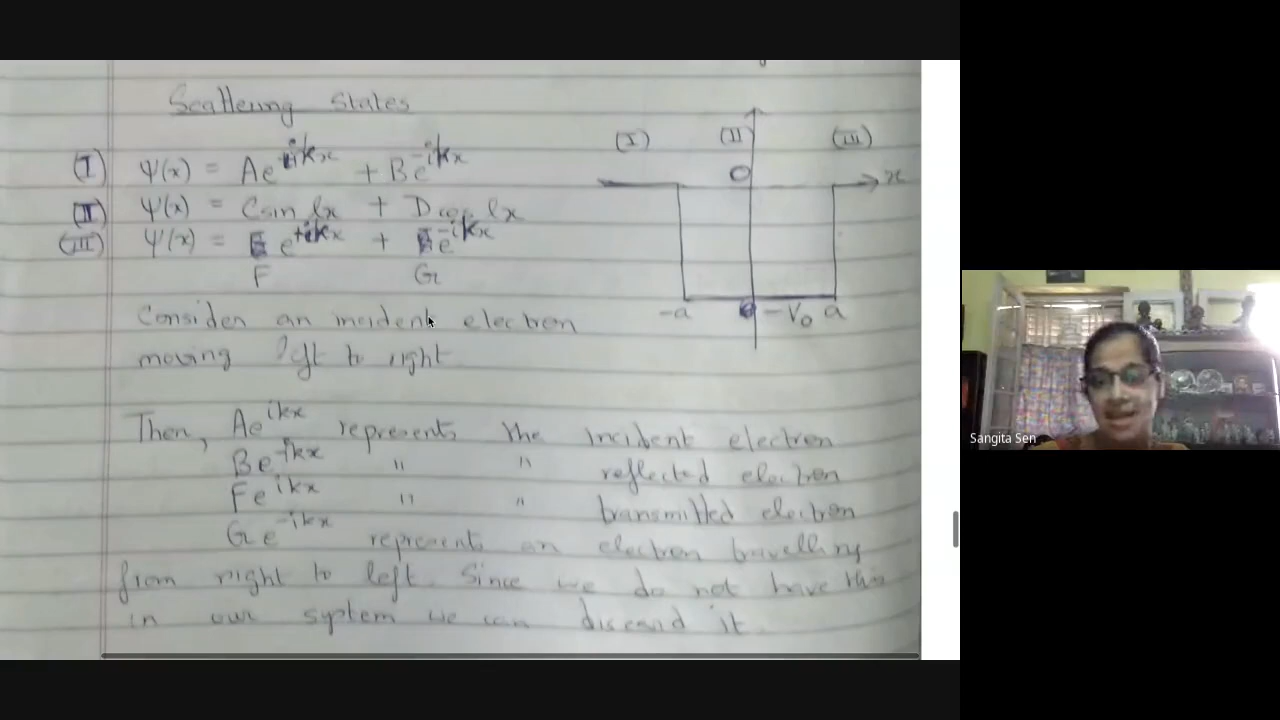 Scattering States
(I) (II) (III)
(I) ψ(x) = Ae^{+ikx} + Be^{-ikx}
O
x
(II) ψ(x) = C sin lx + D cos lx
(III) ψ(x) = e^{+ikx} + e^{-ikx}
F G
-a -V₀ a
Consider an incident electron
moving left to right
Then, Ae^{ikx} represents the incident electron
Be^{-ikx} " " reflected electron
Fe^{ikx} " " transmitted electron
Ge^{-ikx} represents an electron travelling
from right to left. Since we do not have this
in our system we can discard it.
Sangita Sen